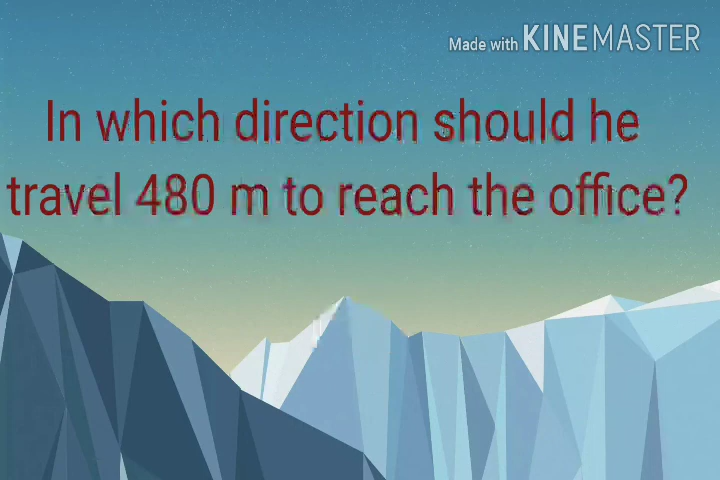 Made with KINEMASTER
In which direction should he
travel 480 m to reach the office?